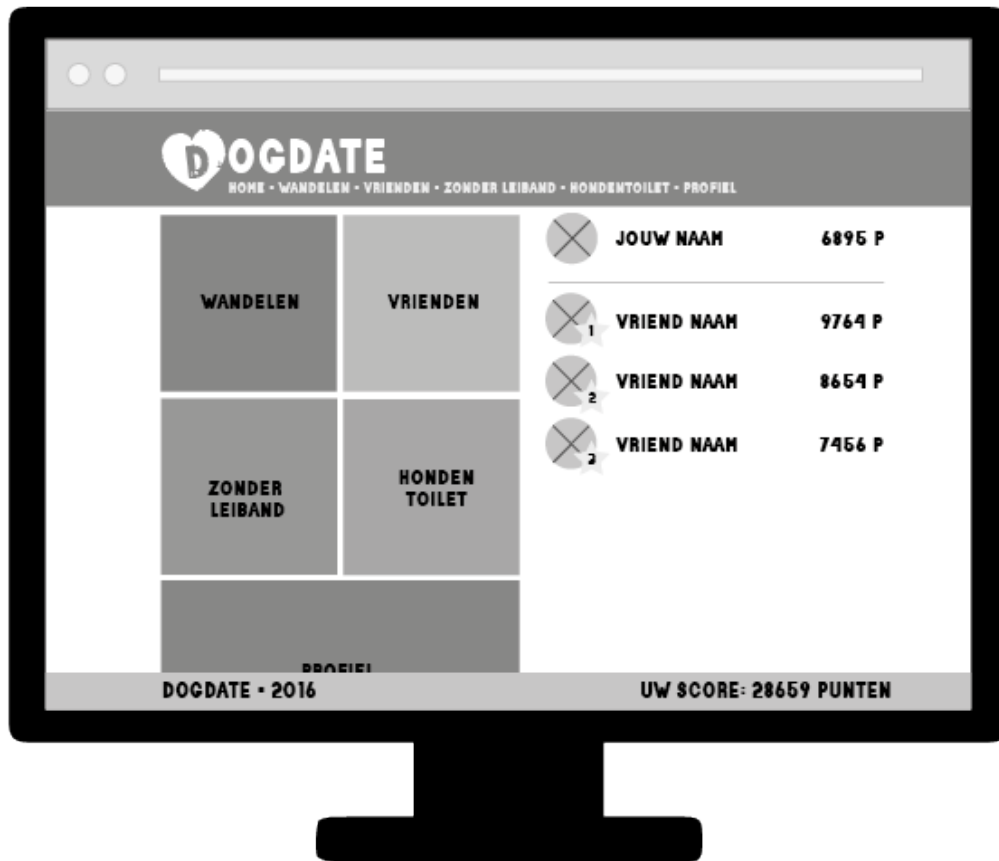 DOGDATE
HOME - WANDELEN - VRIENDEN - ZONDER LEIBAND - HONDENTOILET - PROFIEL
WANDELEN
VRIENDEN
ZONDER
LEIBAND
HONDEN
TOILET
PROFIEL
JOUW NAAM 6895 P
1 VRIEND NAAM 9764 P
2 VRIEND NAAM 8654 P
3 VRIEND NAAM 7456 P
DOGDATE - 2016 UW SCORE: 28659 PUNTEN